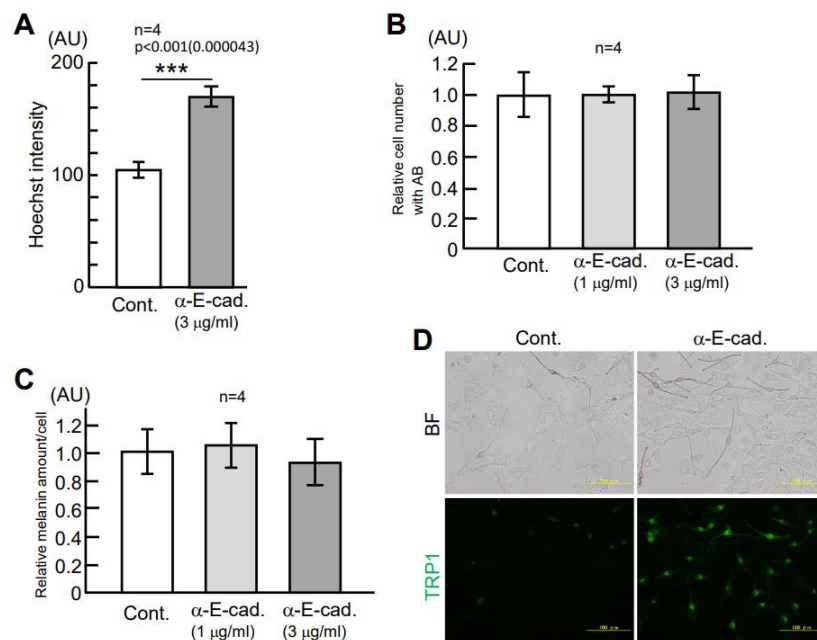 A
(AU)
n=4
p<0.001(0.000043)
***
200
100
0
Hoechst intensity
Cont.
α-E-cad.
(3 μg/ml)
B
(AU)
n=4
1.2
1.0
0.8
0.6
0.4
0.2
0
Relative cell number
with AB
Cont.
α-E-cad.
(1 μg/ml)
α-E-cad.
(3 μg/ml)
C
(AU)
n=4
1.2
1.0
0.8
0.6
0.4
0.2
0
Relative melanin amount/cell
Cont.
α-E-cad.
(1 μg/ml)
α-E-cad.
(3 μg/ml)
D
Cont.
α-E-cad.
BF
TRP1
100 μm
100 μm